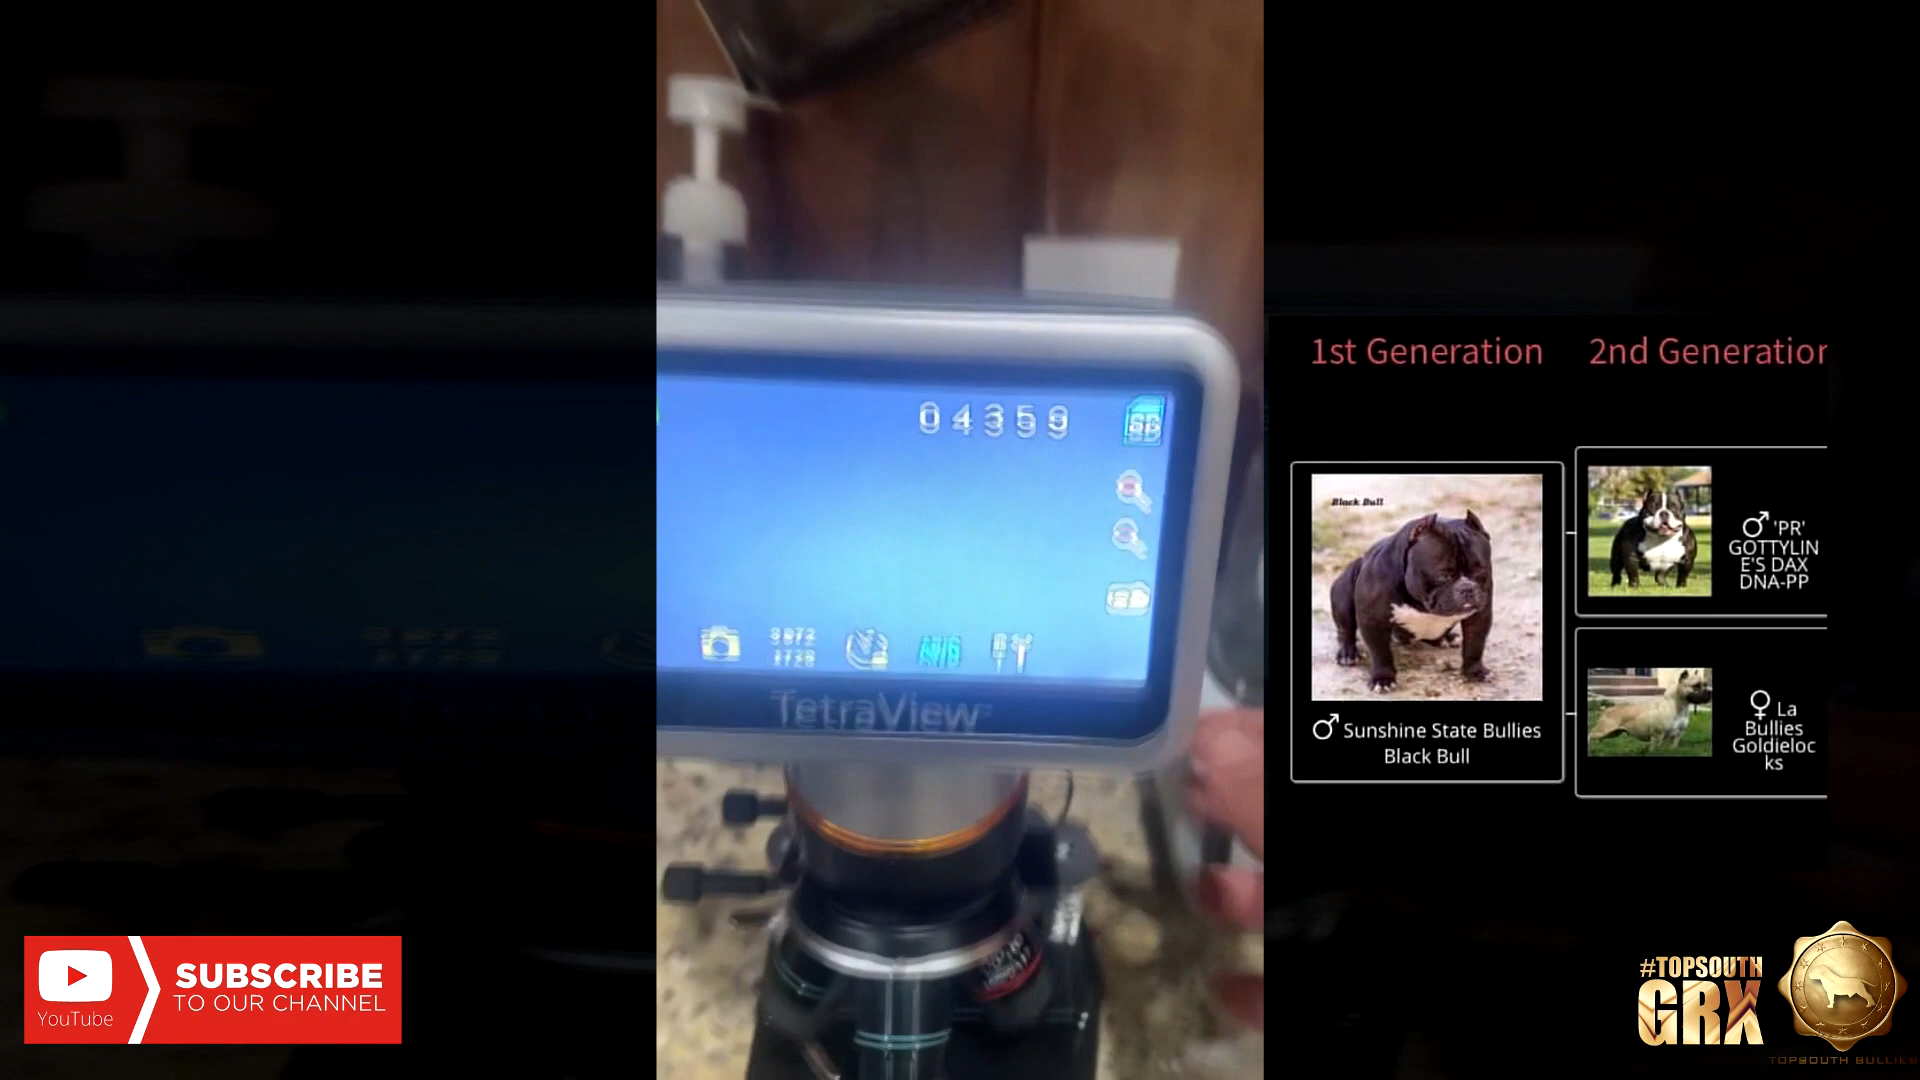 04359
SD
TetraView
1st Generation
2nd Generation
Black Bull
♂ Sunshine State Bullies
Black Bull
♂ 'PR'
GOTTYLIN
E'S DAX
DNA-PP
♀ La
Bullies
Goldieloc
ks
YouTube
SUBSCRIBE
TO OUR CHANNEL
#TOPSOUTH
GRX
TOPSOUTH BULLIES